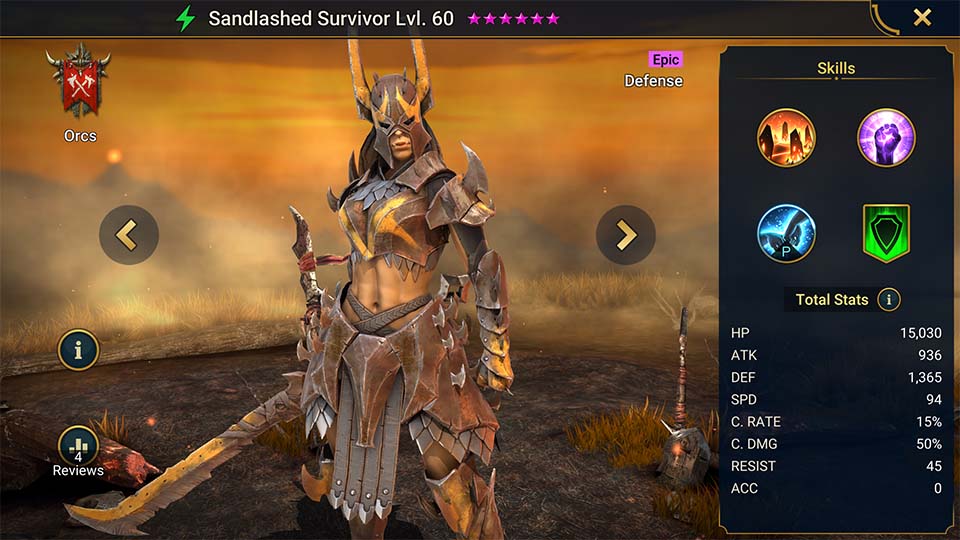 Sandlashed Survivor Lvl. 60
Orcs
Epic
Defense
Skills
P
Total Stats
i
i
HP 15,030
ATK 936
DEF 1,365
SPD 94
C. RATE 15%
C. DMG 50%
RESIST 45
ACC 0
4
Reviews